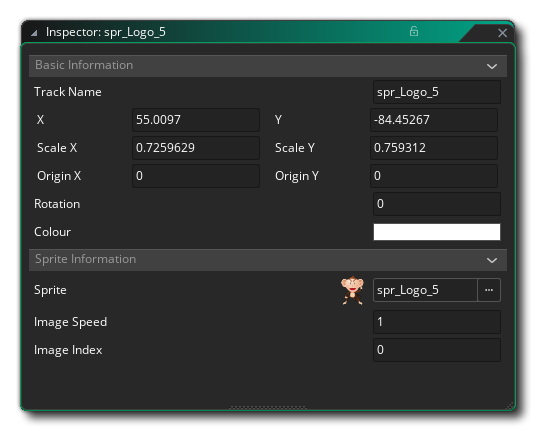 Inspector: spr_Logo_5
Basic Information
Track Name spr_Logo_5
X 55.0097 Y -84.45267
Scale X 0.7259629 Scale Y 0.759312
Origin X 0 Origin Y 0
Rotation 0
Colour
Sprite Information
Sprite spr_Logo_5 ...
Image Speed 1
Image Index 0